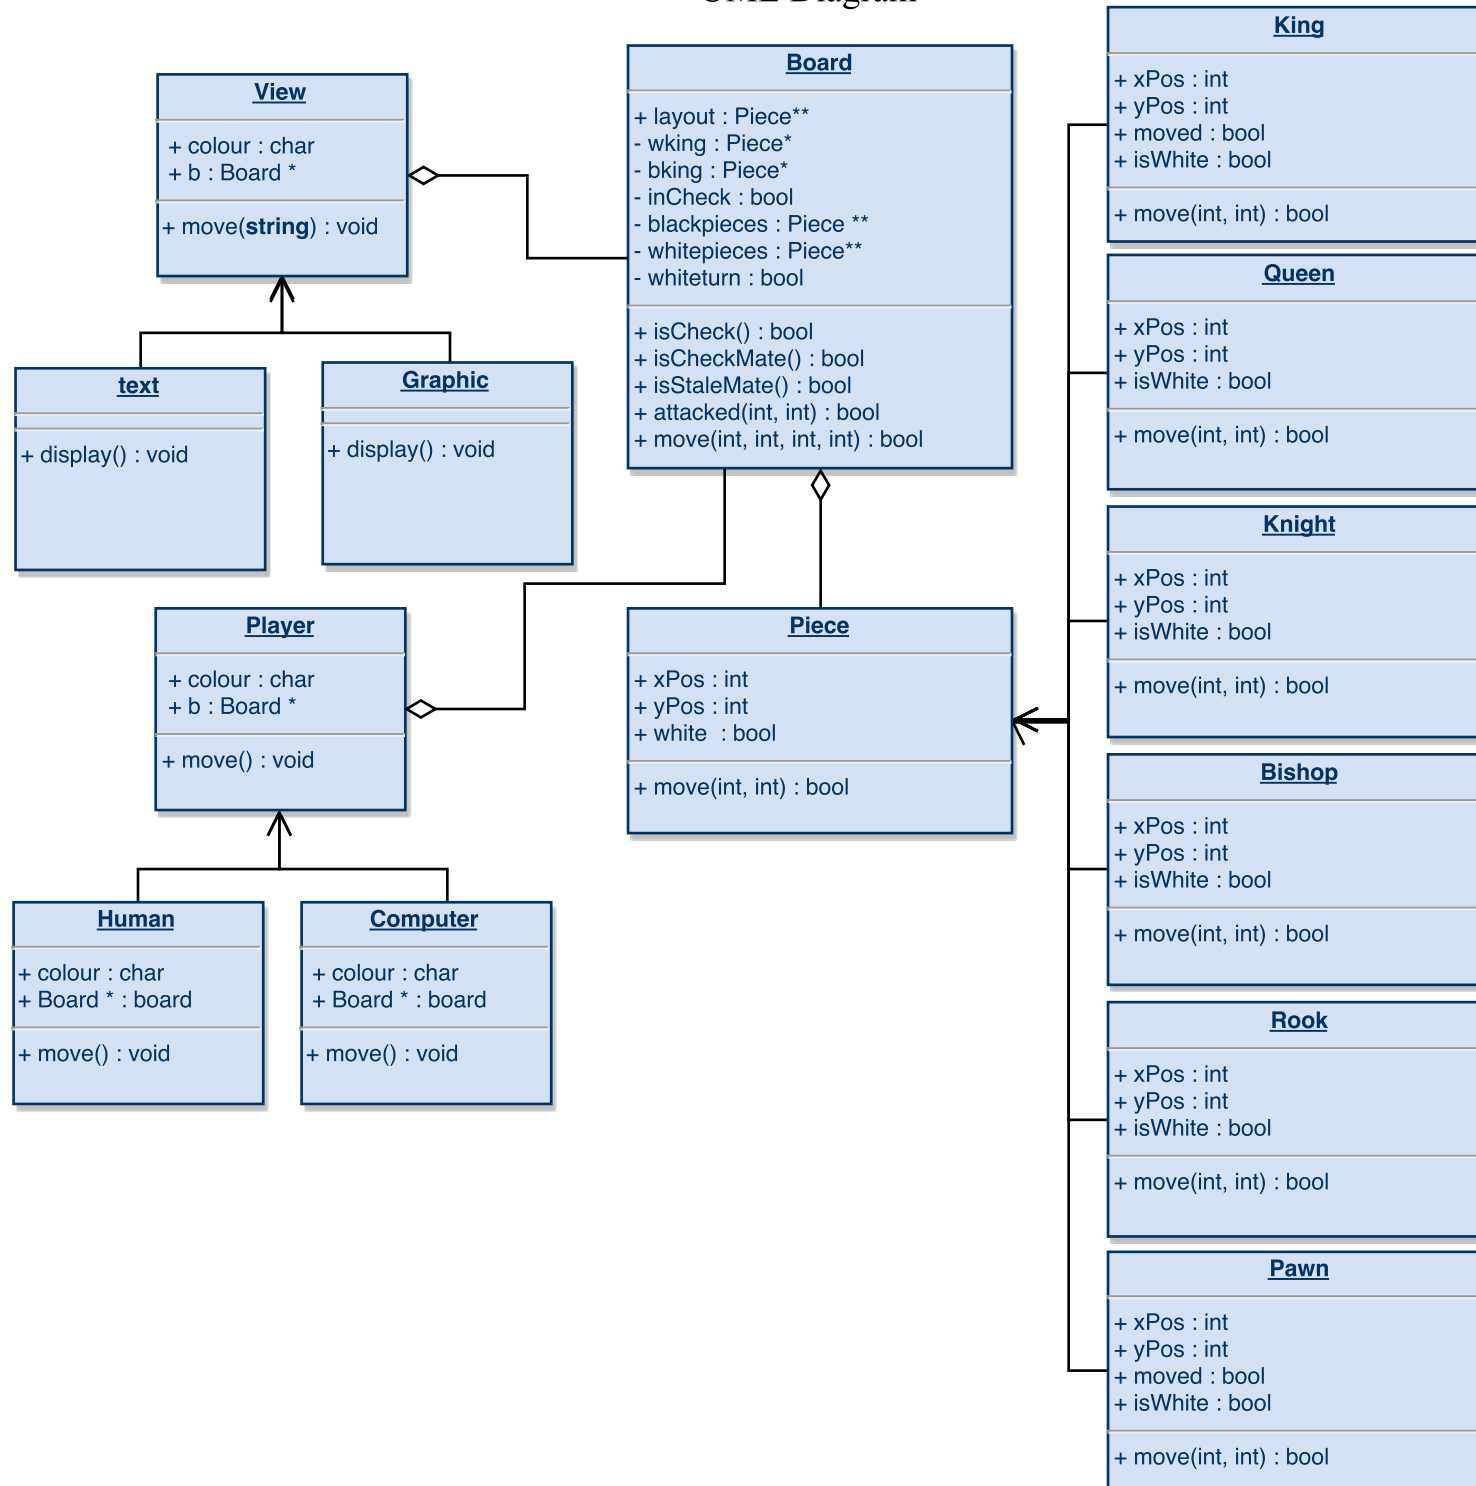 UML Diagram
View
+ colour : char
+ b : Board *
+ move(string) : void
text
+ display() : void
Graphic
+ display() : void
Board
+ layout : Piece**
- wking : Piece*
- bking : Piece*
- inCheck : bool
- blackpieces : Piece **
- whitepieces : Piece**
- whiteturn : bool
+ isCheck() : bool
+ isCheckMate() : bool
+ isStaleMate() : bool
+ attacked(int, int) : bool
+ move(int, int, int, int) : bool
Player
+ colour : char
+ b : Board *
+ move() : void
Human
+ colour : char
+ Board * : board
+ move() : void
Computer
+ colour : char
+ Board * : board
+ move() : void
Piece
+ xPos : int
+ yPos : int
+ white  : bool
+ move(int, int) : bool
King
+ xPos : int
+ yPos : int
+ moved : bool
+ isWhite : bool
+ move(int, int) : bool
Queen
+ xPos : int
+ yPos : int
+ isWhite : bool
+ move(int, int) : bool
Knight
+ xPos : int
+ yPos : int
+ isWhite : bool
+ move(int, int) : bool
Bishop
+ xPos : int
+ yPos : int
+ isWhite : bool
+ move(int, int) : bool
Rook
+ xPos : int
+ yPos : int
+ isWhite : bool
+ move(int, int) : bool
Pawn
+ xPos : int
+ yPos : int
+ moved : bool
+ isWhite : bool
+ move(int, int) : bool